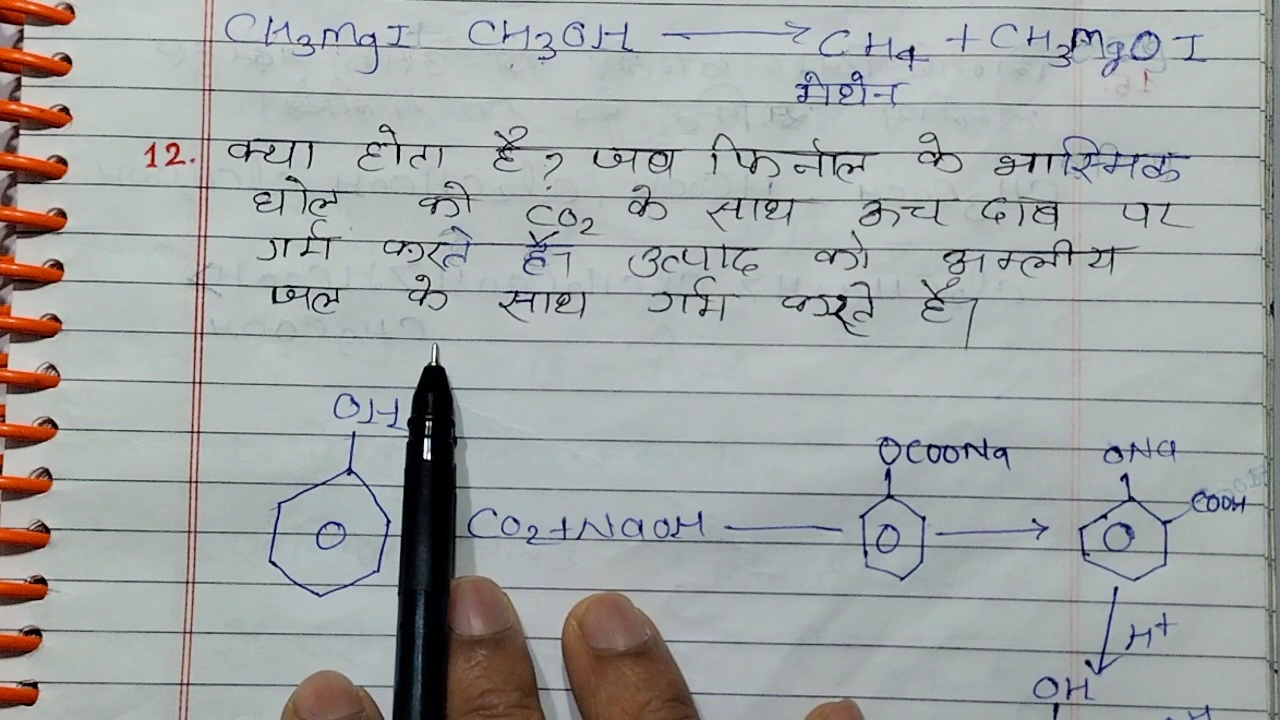 CH3MgI CH3OH ⟶ CH4 + CH3MgOI
मेथेन
12. क्या होता है? जब फिनोल के भास्मिक
घोल को CO2 के साथ ऊच दाब पर
गर्म करते है। उत्पाद को अम्लीय
जल के साथ गर्म करते है।
OH
OCOONa ONa
COOH
CO2+NaOH
H+
OH